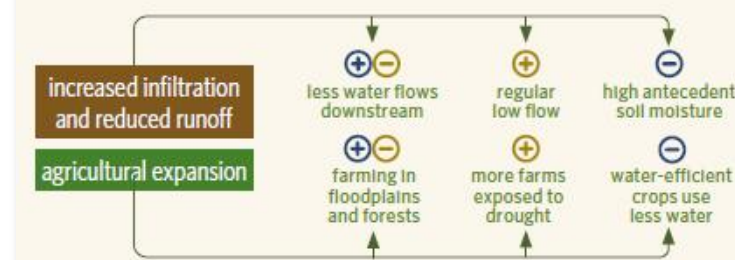 increased infiltration
and reduced runoff
less water flows
downstream
regular
low flow
high antecedent
soil moisture
agricultural expansion
farming in
floodplains
and forests
more farms
exposed to
drought
water-efficient
crops use
less water